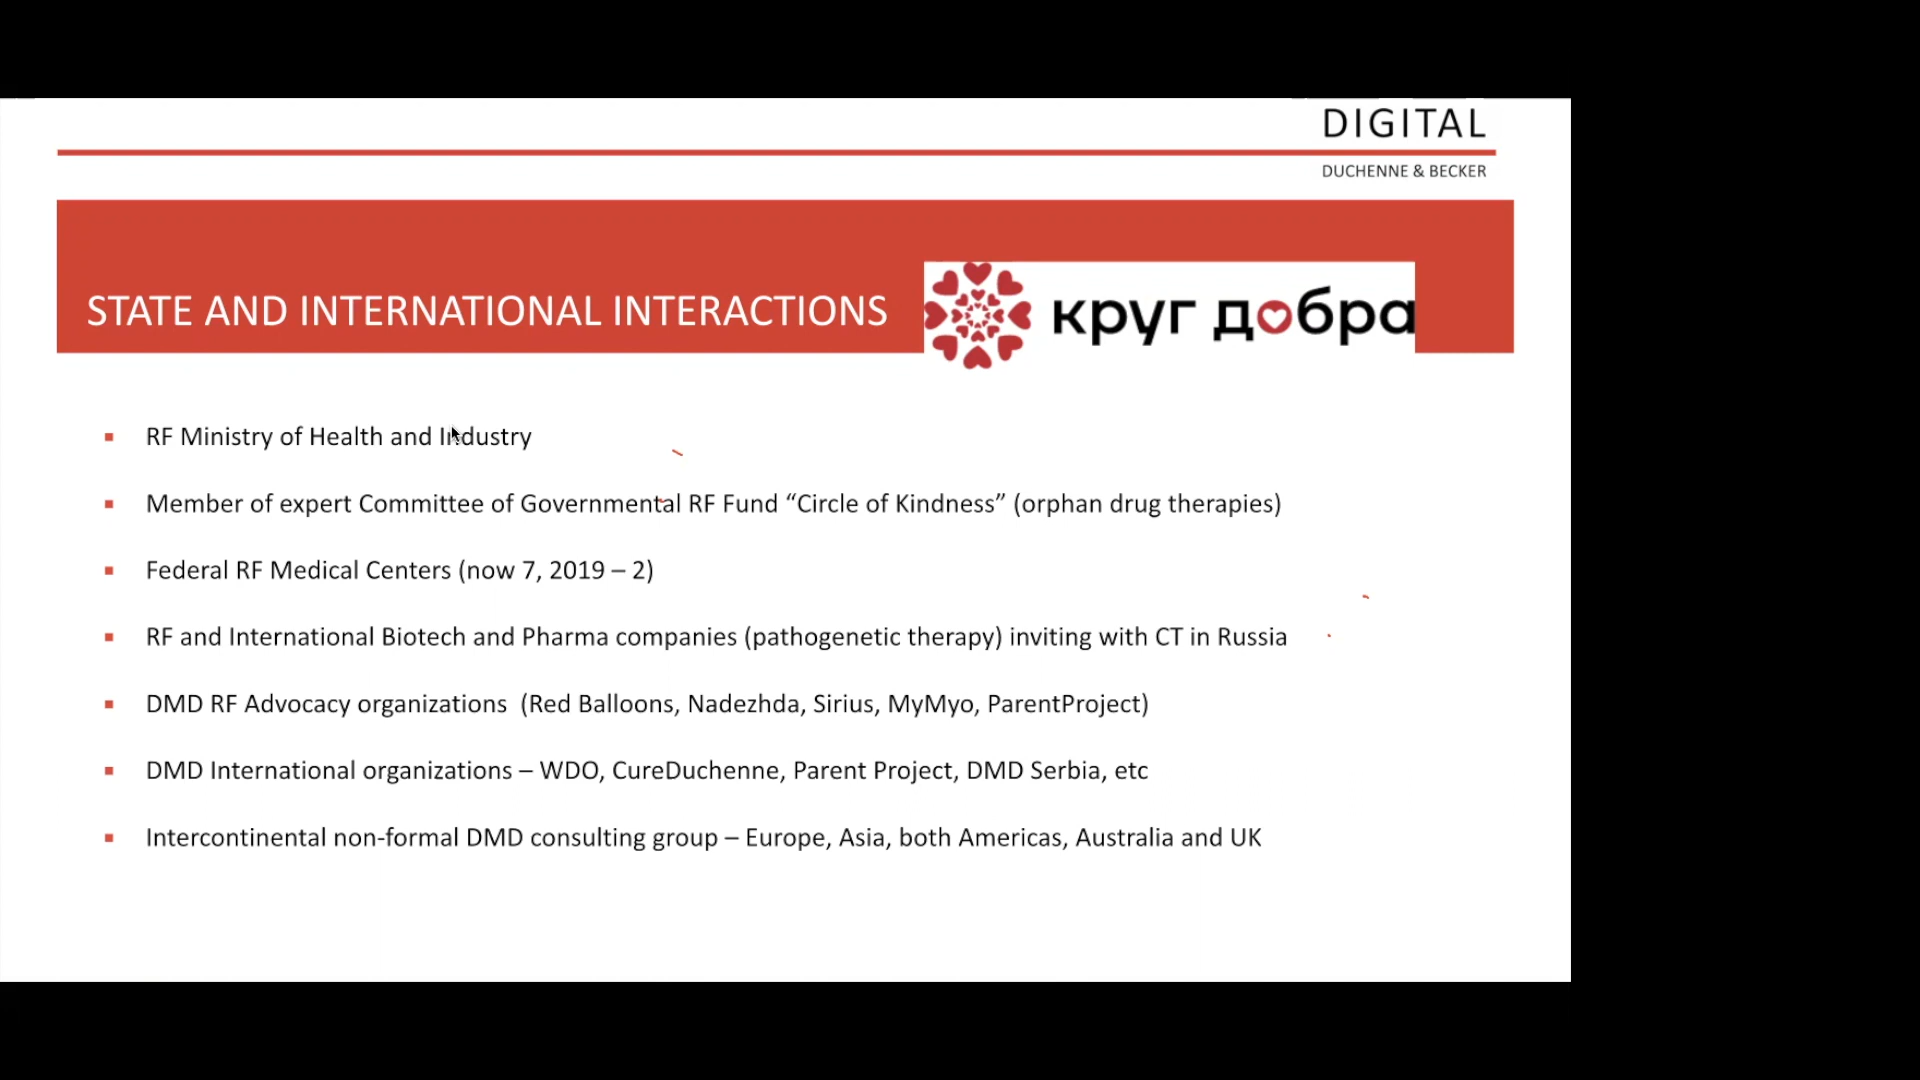 DIGITAL
DUCHENNE & BECKER
STATE AND INTERNATIONAL INTERACTIONS
круг добра
RF Ministry of Health and Industry
Member of expert Committee of Governmental RF Fund “Circle of Kindness” (orphan drug therapies)
Federal RF Medical Centers (now 7, 2019 – 2)
RF and International Biotech and Pharma companies (pathogenetic therapy) inviting with CT in Russia
DMD RF Advocacy organizations  (Red Balloons, Nadezhda, Sirius, MyMyo, ParentProject)
DMD International organizations – WDO, CureDuchenne, Parent Project, DMD Serbia, etc
Intercontinental non-formal DMD consulting group – Europe, Asia, both Americas, Australia and UK